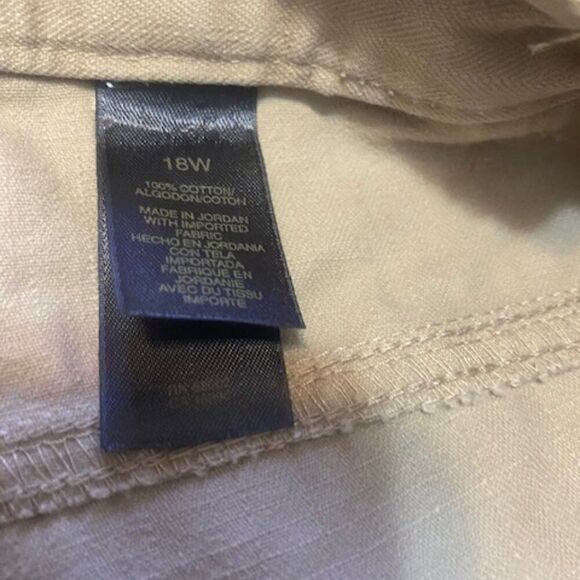 18W
100% COTTON/
ALGODON/COTON
MADE IN JORDAN
WITH IMPORTED
FABRIC
HECHO EN JORDANIA
CON TELA
IMPORTADA
FABRIQUE EN
JORDANIE
AVEC DU TISSU
IMPORTE
RN